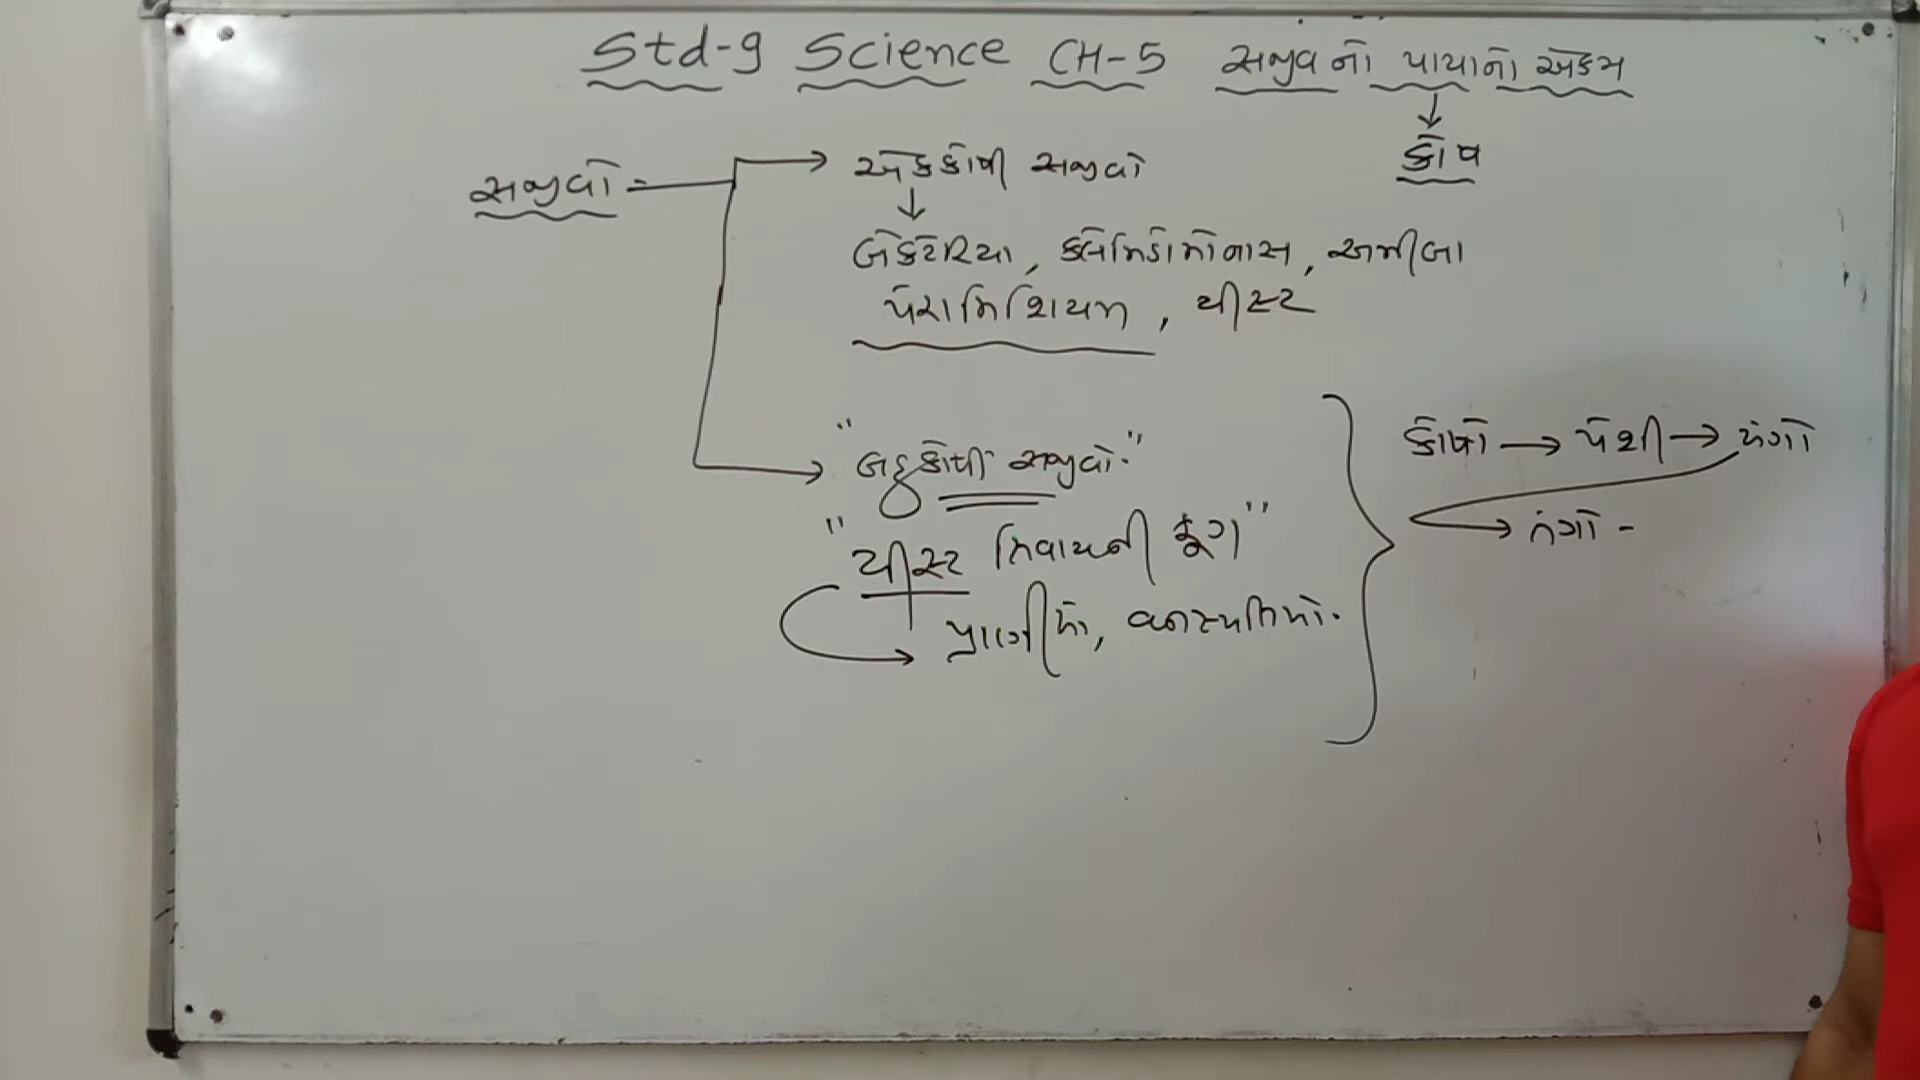 Std-9 Science CH-5 સજીવનો પાયાનો એકમ
કોષ
સજીવો
એકકોષી સજીવો
બેક્ટેરિયા, ક્લેમિડોમોનાસ, અમીબા
પેરામિશિયમ, યીસ્ટ
"બહુકોષી સજીવો."
"યીસ્ટ સિવાયની ફૂગ"
પ્રાણીઓ, વનસ્પતિઓ.
કોષો → પેશી → અંગો
→ તંત્રો -